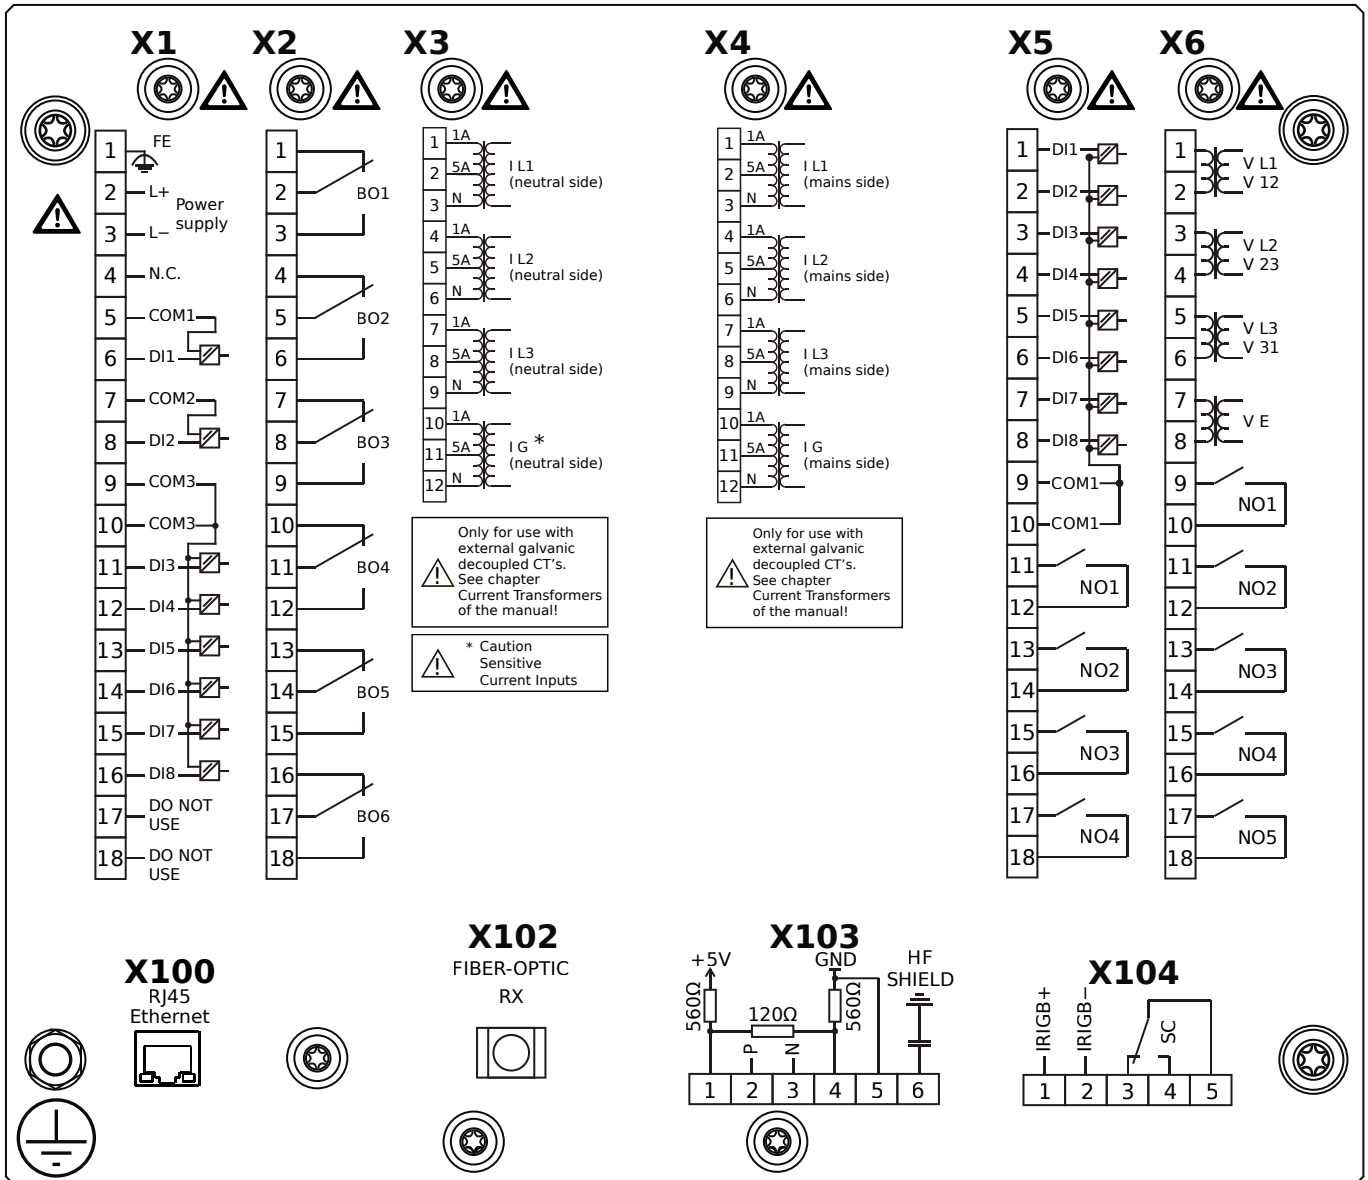 X1
X2
X3
X4
X5
X6
1 FE
2 L+ Power
supply
3 L−
4 N.C.
5 COM1
6 DI1
7 COM2
8 DI2
9 COM3
10 COM3
11 DI3
12 DI4
13 DI5
14 DI6
15 DI7
16 DI8
17 DO NOT
USE
18 DO NOT
USE
1
2 BO1
3
4
5 BO2
6
7
8 BO3
9
10
11 BO4
12
13
14 BO5
15
16
17 BO6
18
1 1A
2 5A I L1
(neutral side)
3 N
4 1A
5 5A I L2
(neutral side)
6 N
7 1A
8 5A I L3
(neutral side)
9 N
10 1A
11 5A I G *
(neutral side)
12 N
Only for use with
external galvanic
decoupled CT’s.
See chapter
Current Transformers
of the manual!
* Caution
Sensitive
Current Inputs
1 1A
2 5A I L1
(mains side)
3 N
4 1A
5 5A I L2
(mains side)
6 N
7 1A
8 5A I L3
(mains side)
9 N
10 1A
11 5A I G
(mains side)
12 N
Only for use with
external galvanic
decoupled CT’s.
See chapter
Current Transformers
of the manual!
1 DI1
2 DI2
3 DI3
4 DI4
5 DI5
6 DI6
7 DI7
8 DI8
9 COM1
10 COM1
11
NO1
12
13
NO2
14
15
NO3
16
17
NO4
18
1 V L1
2 V 12
3 V L2
4 V 23
5 V L3
6 V 31
7 V E
8
9
NO1
10
11
NO2
12
13
NO3
14
15
NO4
16
17
NO5
18
X100
RJ45
Ethernet
X102
FIBER-OPTIC
RX
X103
+5V GND HF
SHIELD
560Ω 120Ω 560Ω
P N
1 2 3 4 5 6
X104
IRIGB+ IRIGB− SC
1 2 3 4 5